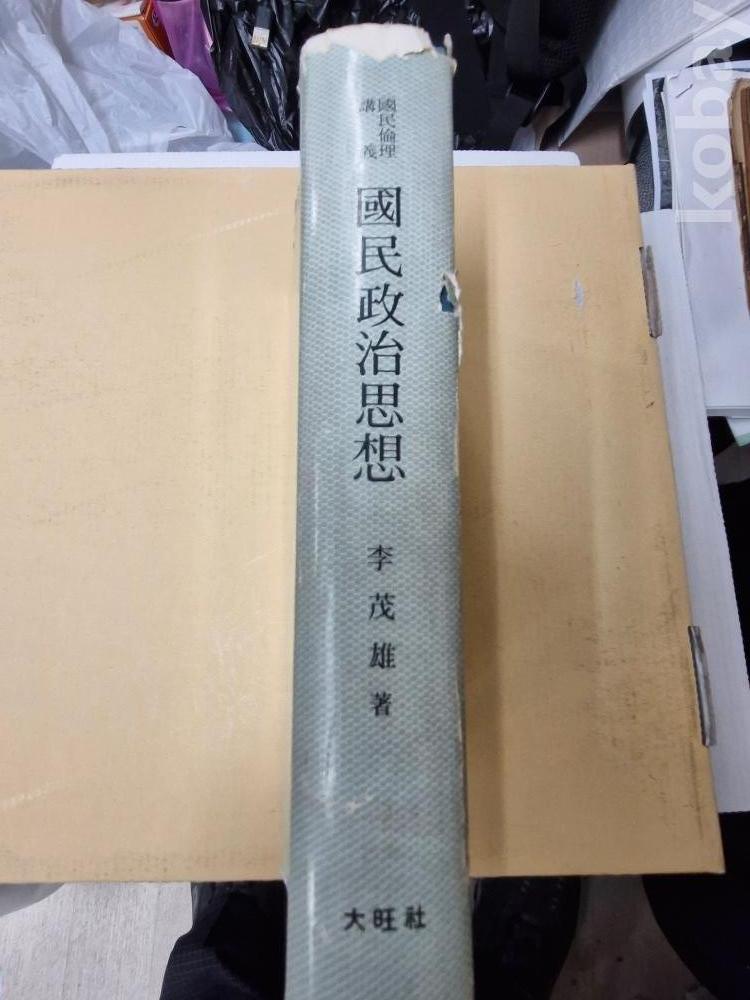 國民倫理
講義
國民政治思想
李茂雄著
大旺社
kobay